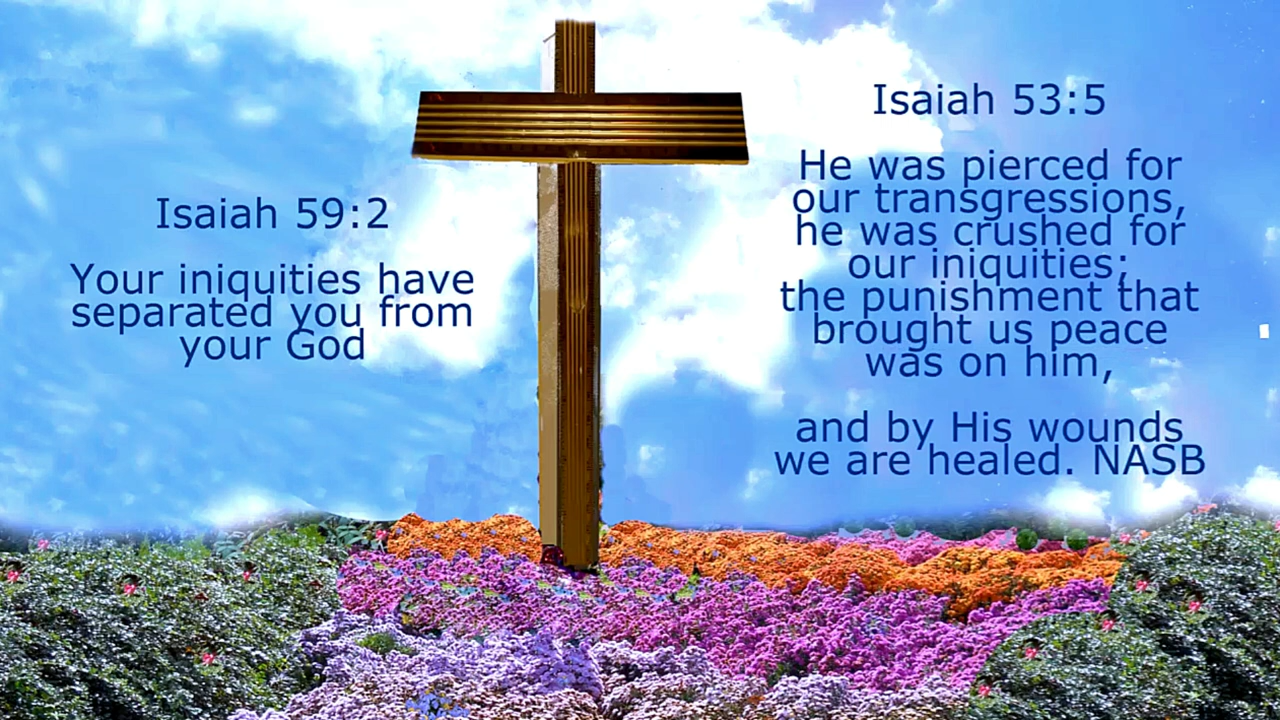 Isaiah 59:2
Your iniquities have
separated you from
your God
Isaiah 53:5
He was pierced for
our transgressions,
he was crushed for
our iniquities;
the punishment that
brought us peace
was on him,
and by His wounds
we are healed. NASB